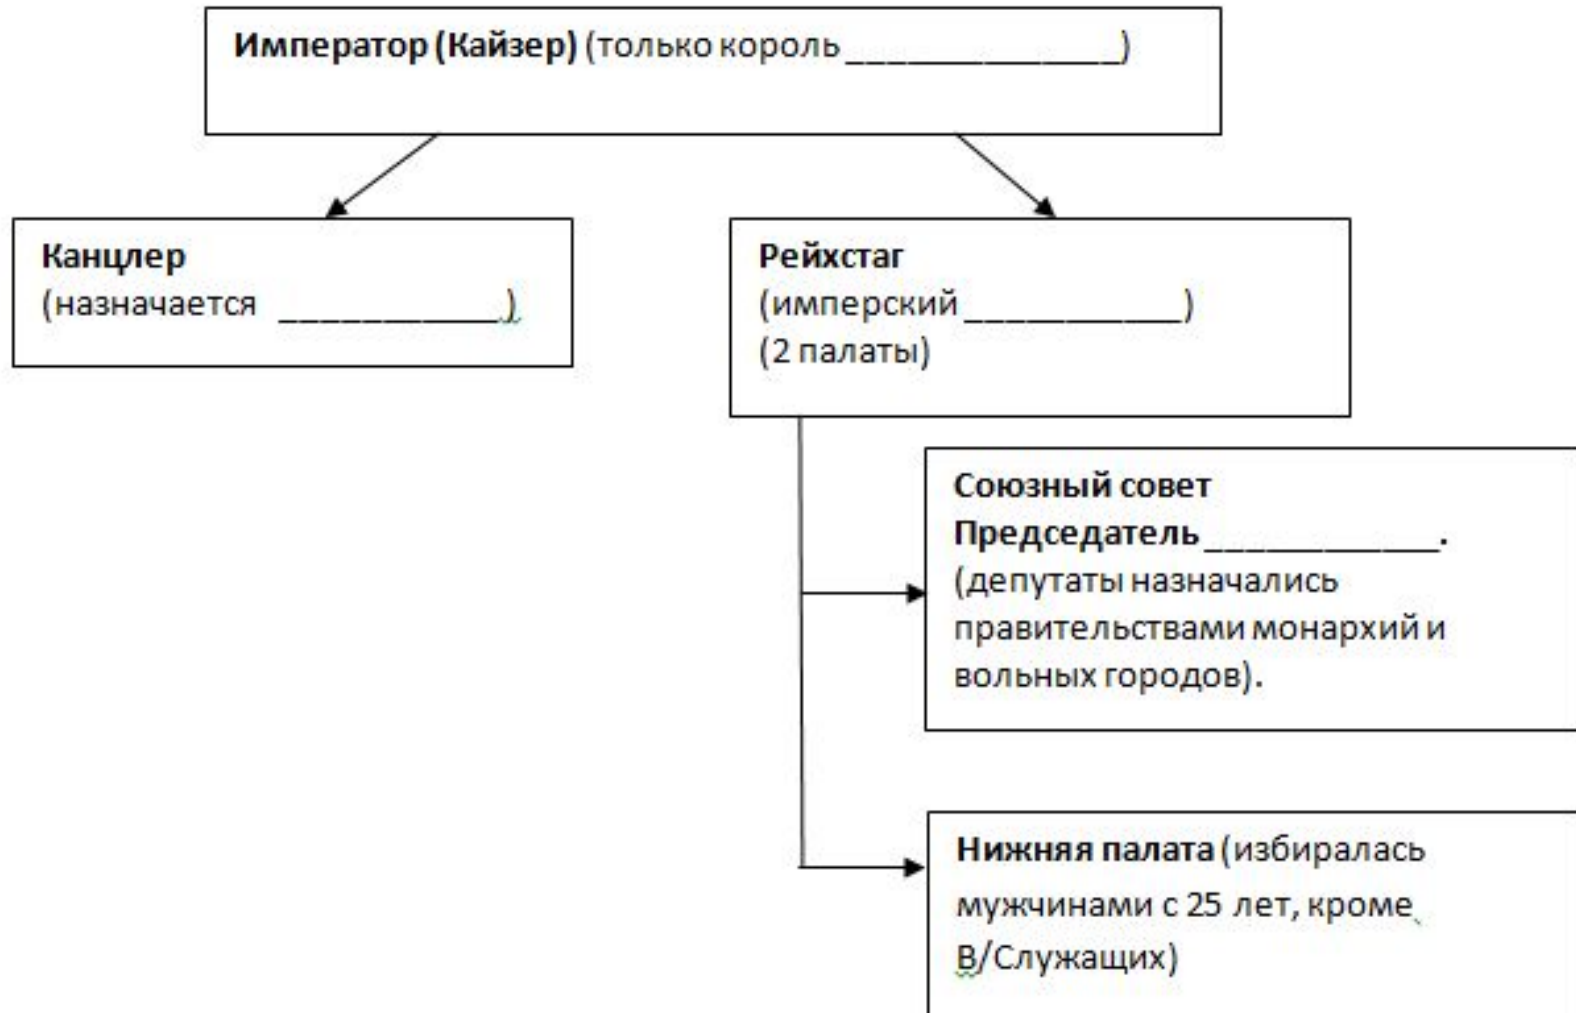 Император (Кайзер) (только король ______________)
Канцлер
(назначается ___________)
Рейхстаг
(имперский ___________)
(2 палаты)
Союзный совет
Председатель ____________.
(депутаты назначались
правительствами монархий и
вольных городов).
Нижняя палата (избиралась
мужчинами с 25 лет, кроме
В/Служащих)